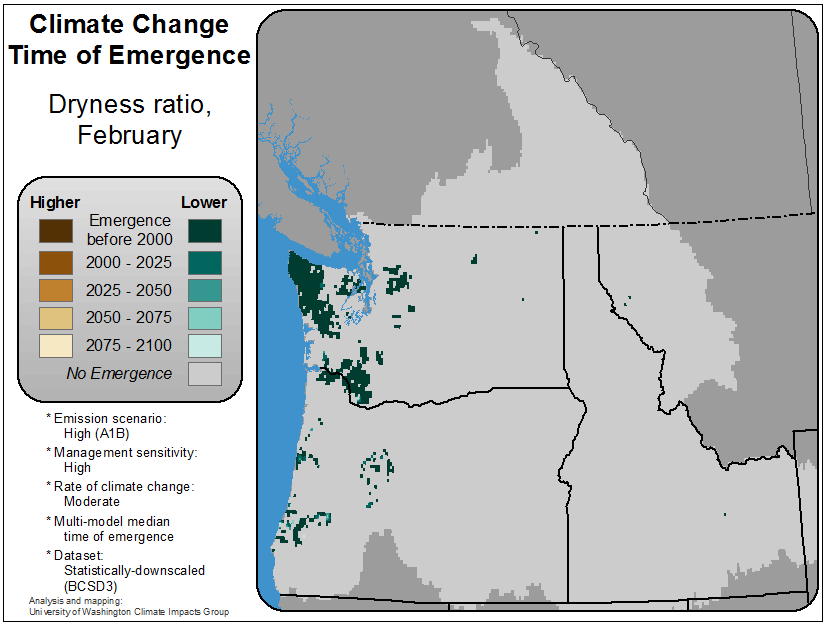 Climate Change
Time of Emergence
Dryness ratio,
February
Higher
Lower
Emergence
before 2000
2000 - 2025
2025 - 2050
2050 - 2075
2075 - 2100
No Emergence
* Emission scenario:
High (A1B)
* Management sensitivity:
High
* Rate of climate change:
Moderate
* Multi-model median
time of emergence
* Dataset:
Statistically-downscaled
(BCSD3)
Analysis and mapping:
University of Washington Climate Impacts Group